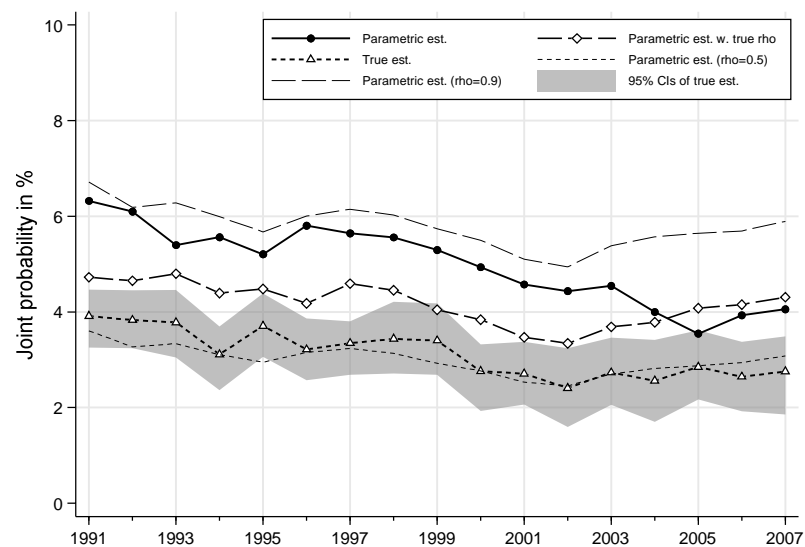 Parametric est.
Parametric est. w. true rho
True est.
Parametric est. (rho=0.5)
Parametric est. (rho=0.9)
95% CIs of true est.
Joint probability in %
10
8
6
4
2
0
1991 1993 1995 1997 1999 2001 2003 2005 2007